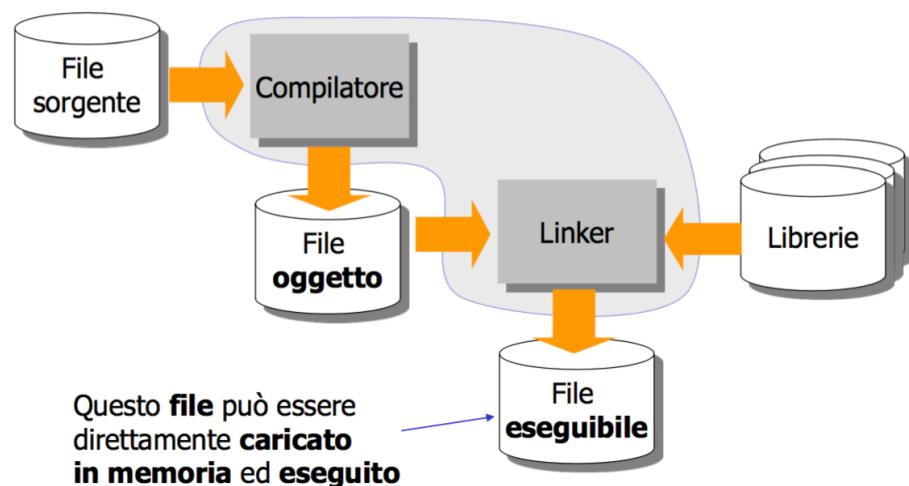 File
sorgente
Compilatore
File
oggetto
Linker
Librerie
File
eseguibile
Questo file può essere
direttamente caricato
in memoria ed eseguito